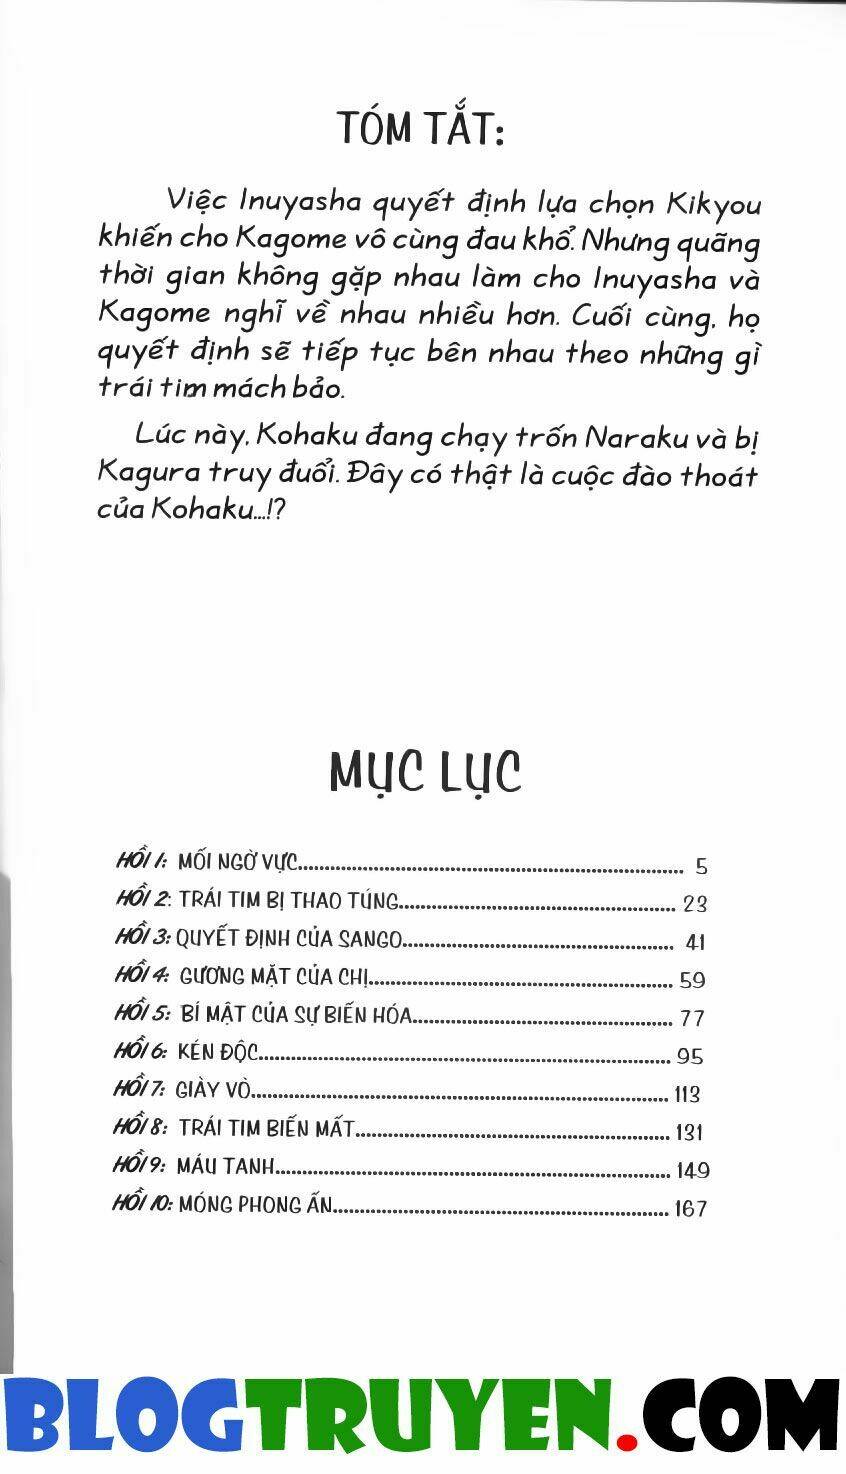 TÓM TẮT:
Việc Inuyasha quyết định lựa chọn Kikyou
khiến cho Kagome vô cùng đau khổ. Nhưng quãng
thời gian không gặp nhau làm cho Inuyasha và
Kagome nghĩ về nhau nhiều hơn. Cuối cùng, họ
quyết định sẽ tiếp tục bên nhau theo những gì
trái tim mách bảo.
Lúc này, Kohaku đang chạy trốn Naraku và bị
Kagura truy đuổi. Đây có thật là cuộc đào thoát
của Kohaku...!?
MỤC LỤC
HỒI 1: MỐI NGỜ VỰC........ 5
HỒI 2: TRÁI TIM BỊ THAO TÚNG........ 23
HỒI 3: QUYẾT ĐỊNH CỦA SANGO........ 41
HỒI 4: GƯƠNG MẶT CỦA CHỊ........ 59
HỒI 5: BÍ MẬT CỦA SỰ BIẾN HÓA........ 77
HỒI 6: KÉN ĐỘC........ 95
HỒI 7: GIÀY VÒ........ 113
HỒI 8: TRÁI TIM BIẾN MẤT........ 131
HỒI 9: MÁU TANH........ 149
HỒI 10: MÓNG PHONG ẤN........ 167
BLOGTRUYEN.COM